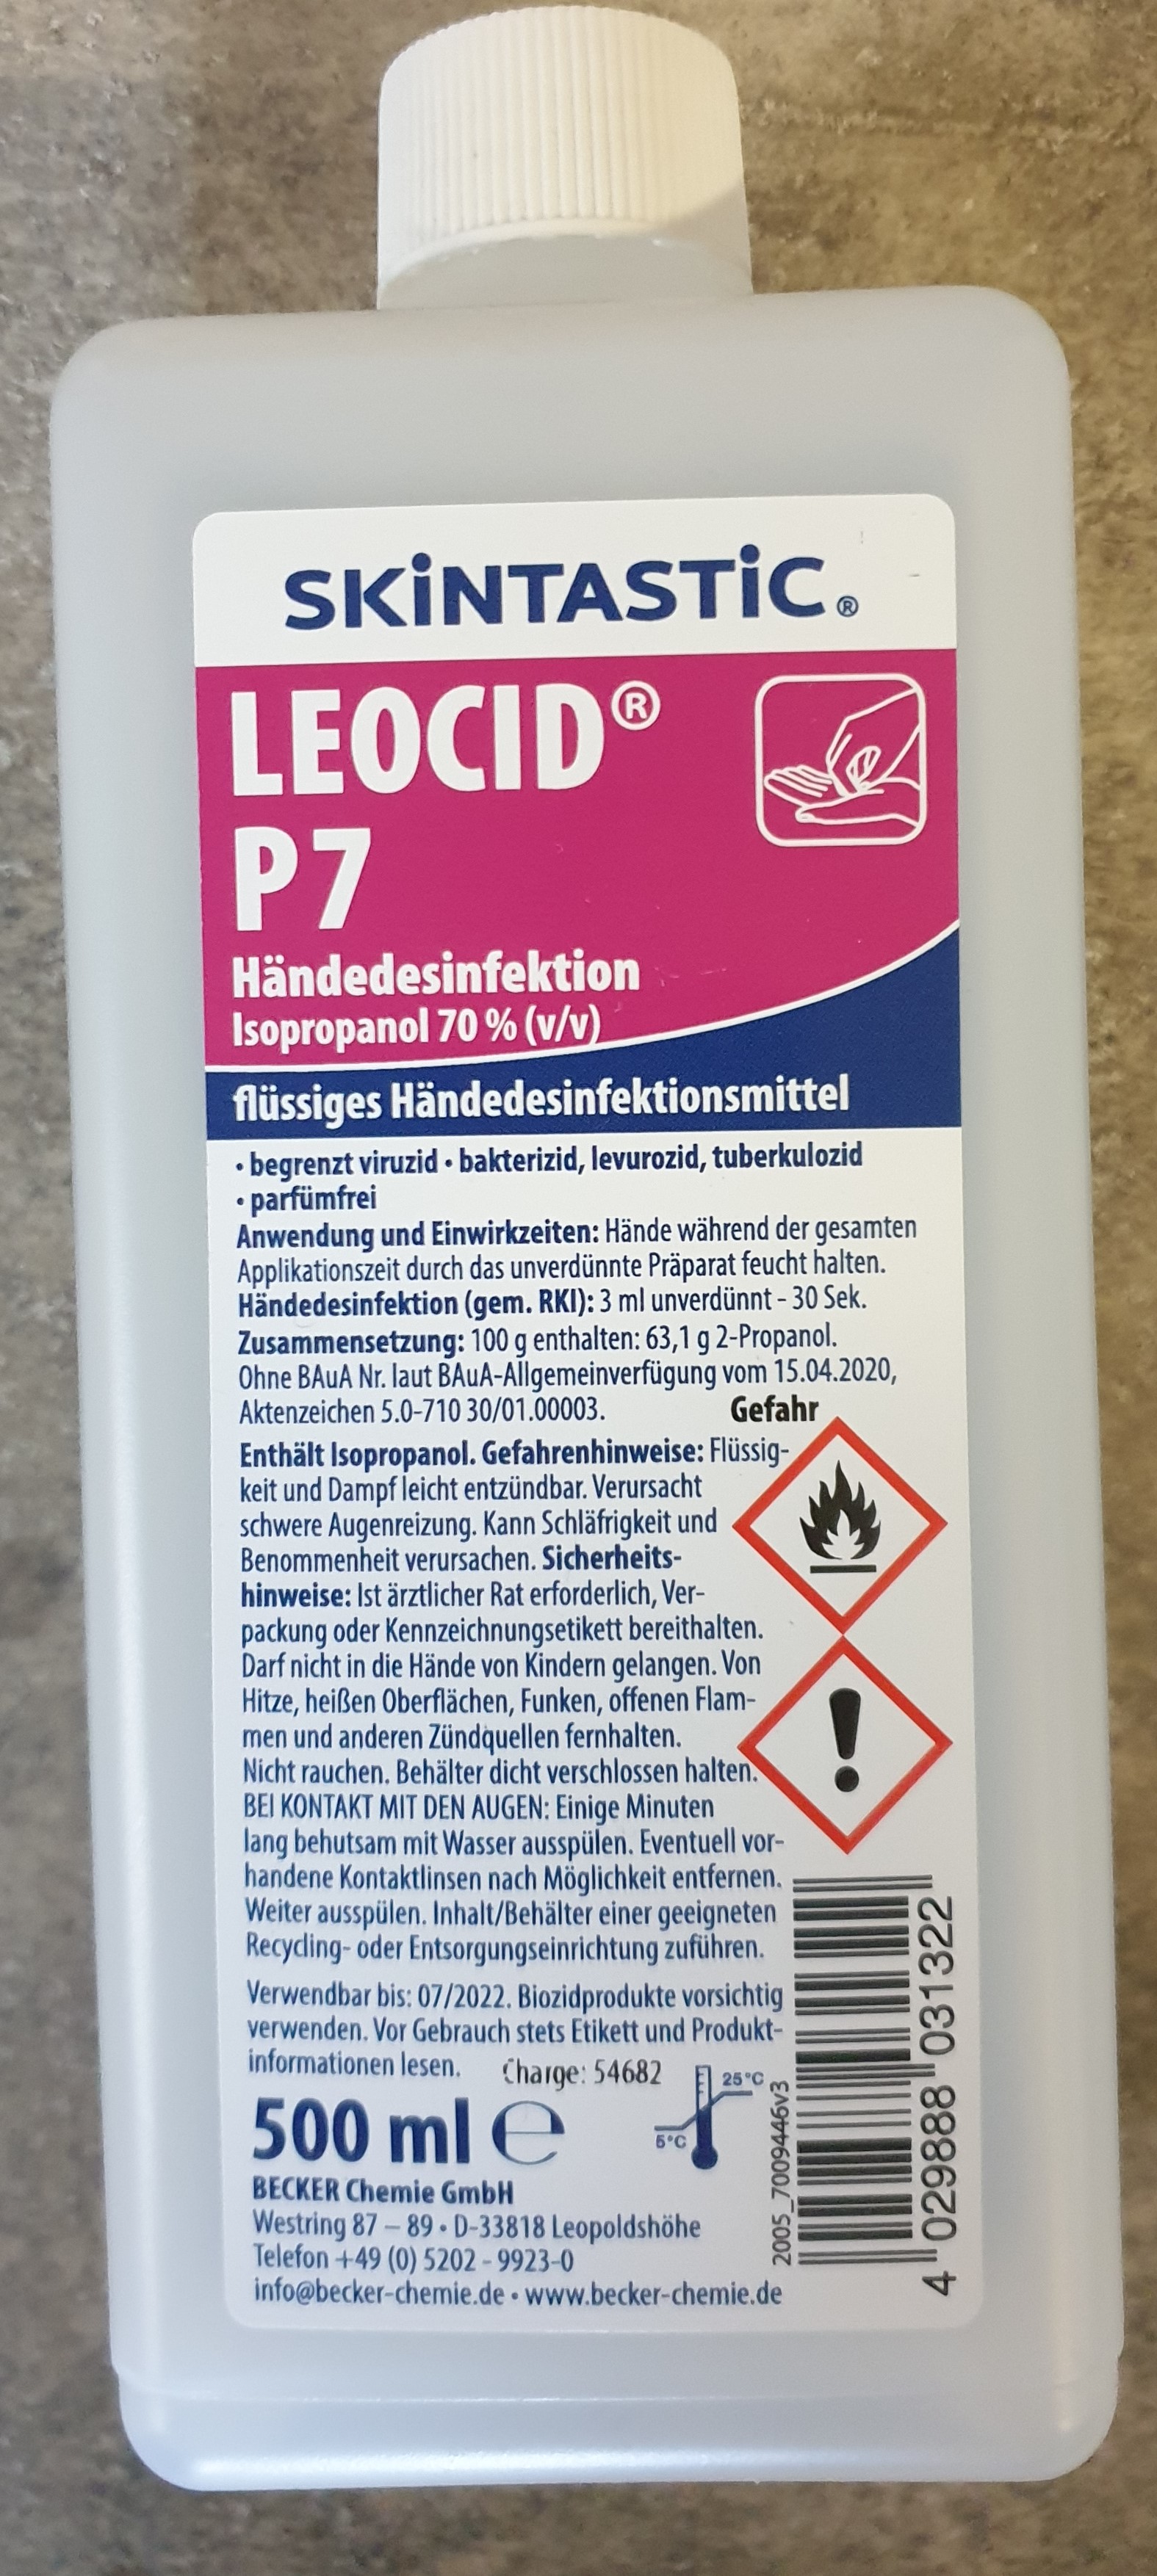 SKiNTASTiC®
LEOCID®
P7
Händedesinfektion
Isopropanol 70 % (v/v)
flüssiges Händedesinfektionsmittel
• begrenzt viruzid • bakterizid, levurozid, tuberkulozid
• parfümfrei
Anwendung und Einwirkzeiten: Hände während der gesamten
Applikationszeit durch das unverdünnte Präparat feucht halten.
Händedesinfektion (gem. RKI): 3 ml unverdünnt - 30 Sek.
Zusammensetzung: 100 g enthalten: 63,1 g 2-Propanol.
Ohne BAuA Nr. laut BAuA-Allgemeinverfügung vom 15.04.2020,
Aktenzeichen 5.0-710 30/01.00003.
Gefahr
Enthält Isopropanol. Gefahrenhinweise: Flüssig-
keit und Dampf leicht entzündbar. Verursacht
schwere Augenreizung. Kann Schläfrigkeit und
Benommenheit verursachen. Sicherheits-
hinweise: Ist ärztlicher Rat erforderlich, Ver-
packung oder Kennzeichnungsetikett bereithalten.
Darf nicht in die Hände von Kindern gelangen. Von
Hitze, heißen Oberflächen, Funken, offenen Flam-
men und anderen Zündquellen fernhalten.
Nicht rauchen. Behälter dicht verschlossen halten.
BEI KONTAKT MIT DEN AUGEN: Einige Minuten
lang behutsam mit Wasser ausspülen. Eventuell vor-
handene Kontaktlinsen nach Möglichkeit entfernen.
Weiter ausspülen. Inhalt/Behälter einer geeigneten
Recycling- oder Entsorgungseinrichtung zuführen.
Verwendbar bis: 07/2022. Biozidprodukte vorsichtig
verwenden. Vor Gebrauch stets Etikett und Produkt-
informationen lesen.
Charge: 54682
25°C
5°C
500 ml ℮
BECKER Chemie GmbH
Westring 87 – 89 • D-33818 Leopoldshöhe
Telefon +49 (0) 5202 - 9923-0
info@becker-chemie.de • www.becker-chemie.de
2005_7009446v3
4 029888 031322